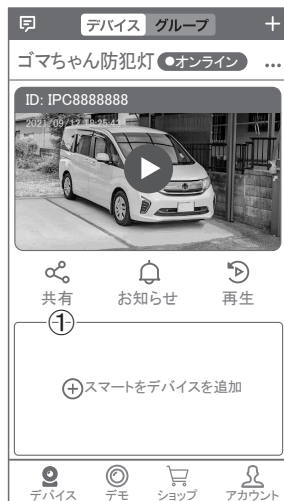 デバイス グループ
ゴマちゃん防犯灯 オンライン ...
ID: IPC8888888
2021/09/12 18:25:41
共有 お知らせ 再生
①
スマートをデバイスを追加
デバイス デモ ショップ アカウント